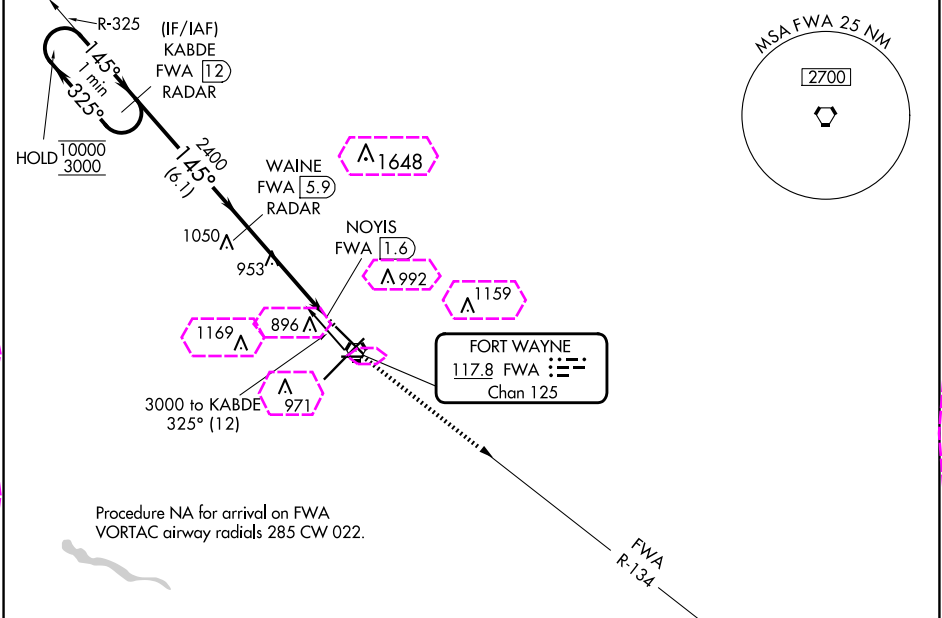 R-325
(IF/IAF)
KABDE
FWA 12
RADAR
145°
1 min
325°
HOLD 10000
3000
2400
145°
(6.1)
WAINE
FWA 5.9
RADAR
1648
1050
953
NOYIS
FWA 1.6
992
1159
1169
896
971
3000 to KABDE
325° (12)
FORT WAYNE
117.8 FWA
Chan 125
MSA FWA 25 NM
2700
Procedure NA for arrival on FWA
VORTAC airway radials 285 CW 022.
FWA
R-134